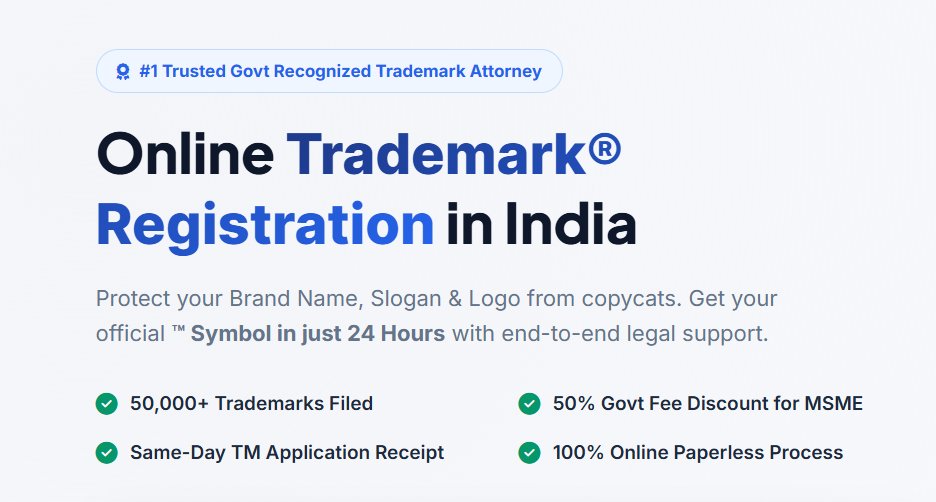 #1 Trusted Govt Recognized Trademark Attorney
Online Trademark®
Registration in India
Protect your Brand Name, Slogan & Logo from copycats. Get your
official ™ Symbol in just 24 Hours with end-to-end legal support.
50,000+ Trademarks Filed
50% Govt Fee Discount for MSME
Same-Day TM Application Receipt
100% Online Paperless Process